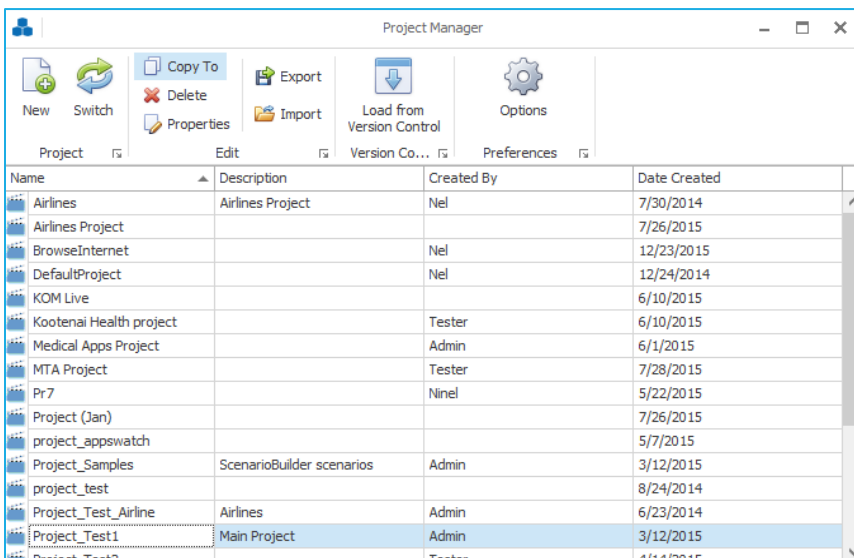 Project Manager
Copy To
Export
Delete
New Switch
Import
Load from
Version Control
Options
Properties
Project Edit Version Co... Preferences
Name Description Created By Date Created
Airlines Airlines Project Nel 7/30/2014
Airlines Project 7/26/2015
BrowseInternet Nel 12/23/2015
DefaultProject Nel 12/24/2014
KOM Live 6/10/2015
Kootenai Health project Tester 6/10/2015
Medical Apps Project Admin 6/1/2015
MTA Project Tester 7/28/2015
Pr7 Ninel 5/22/2015
Project (Jan) 7/26/2015
project_appswatch 5/7/2015
Project_Samples ScenarioBuilder scenarios Admin 3/12/2015
project_test 8/24/2014
Project_Test_Airline Airlines Admin 6/23/2014
Project_Test1 Main Project Admin 3/12/2015